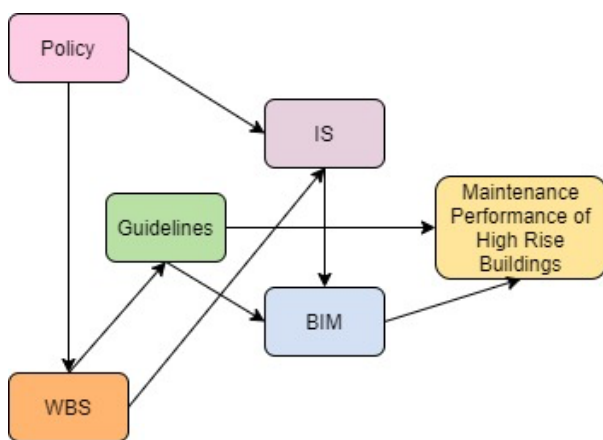 Policy
IS
Guidelines
Maintenance
Performance of
High Rise
Buildings
BIM
WBS